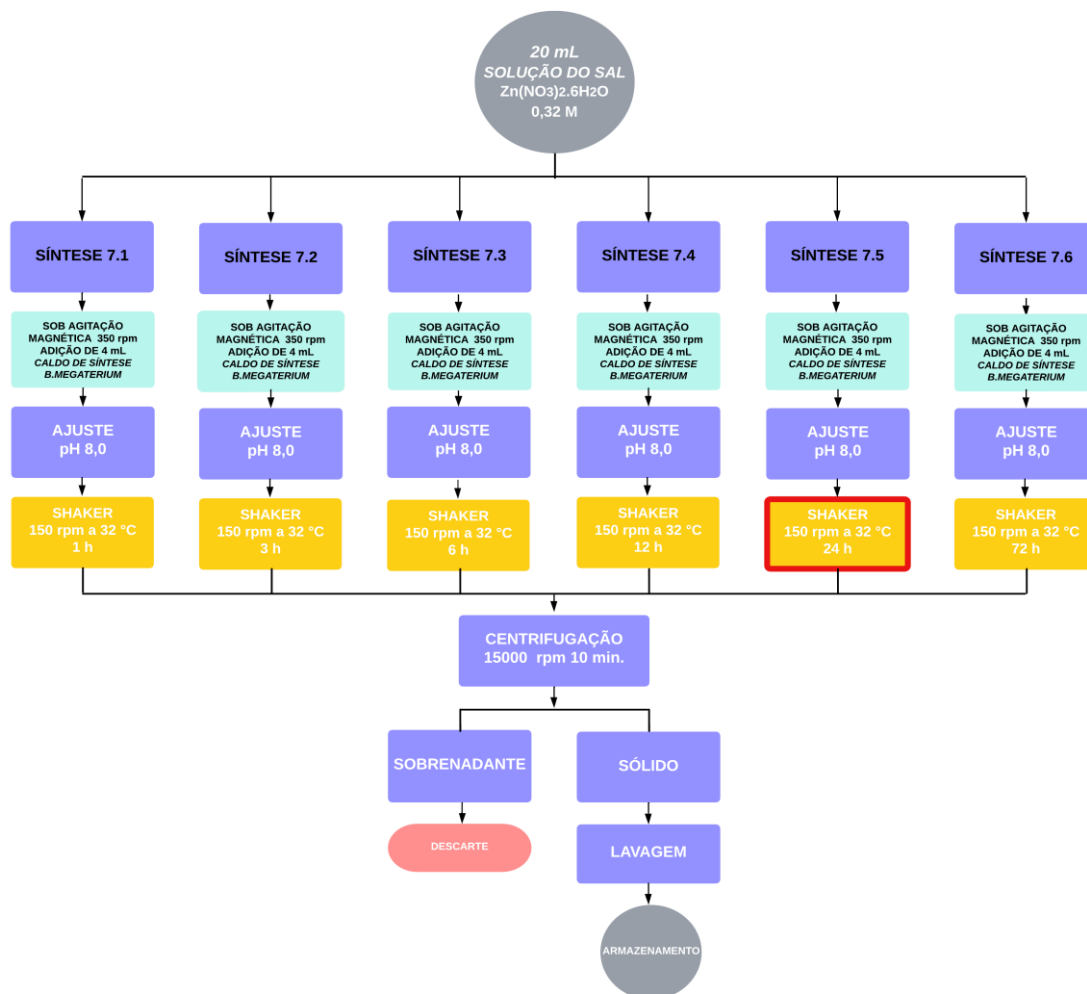 20 mL
SOLUÇÃO DO SAL
Zn(NO3)2.6H2O
0,32 M
SÍNTESE 7.1
SÍNTESE 7.2
SÍNTESE 7.3
SÍNTESE 7.4
SÍNTESE 7.5
SÍNTESE 7.6
SOB AGITAÇÃO
MAGNÉTICA 350 rpm
ADIÇÃO DE 4 mL
CALDO DE SÍNTESE
B.MEGATERIUM
SOB AGITAÇÃO
MAGNÉTICA 350 rpm
ADIÇÃO DE 4 mL
CALDO DE SÍNTESE
B.MEGATERIUM
SOB AGITAÇÃO
MAGNÉTICA 350 rpm
ADIÇÃO DE 4 mL
CALDO DE SÍNTESE
B.MEGATERIUM
SOB AGITAÇÃO
MAGNÉTICA 350 rpm
ADIÇÃO DE 4 mL
CALDO DE SÍNTESE
B.MEGATERIUM
SOB AGITAÇÃO
MAGNÉTICA 350 rpm
ADIÇÃO DE 4 mL
CALDO DE SÍNTESE
B.MEGATERIUM
SOB AGITAÇÃO
MAGNÉTICA 350 rpm
ADIÇÃO DE 4 mL
CALDO DE SÍNTESE
B.MEGATERIUM
AJUSTE
pH 8,0
AJUSTE
pH 8,0
AJUSTE
pH 8,0
AJUSTE
pH 8,0
AJUSTE
pH 8,0
AJUSTE
pH 8,0
SHAKER
150 rpm a 32 °C
1 h
SHAKER
150 rpm a 32 °C
3 h
SHAKER
150 rpm a 32 °C
6 h
SHAKER
150 rpm a 32 °C
12 h
SHAKER
150 rpm a 32 °C
24 h
SHAKER
150 rpm a 32 °C
72 h
CENTRIFUGAÇÃO
15000 rpm 10 min.
SOBRENADANTE
SÓLIDO
DESCARTE
LAVAGEM
ARMAZENAMENTO